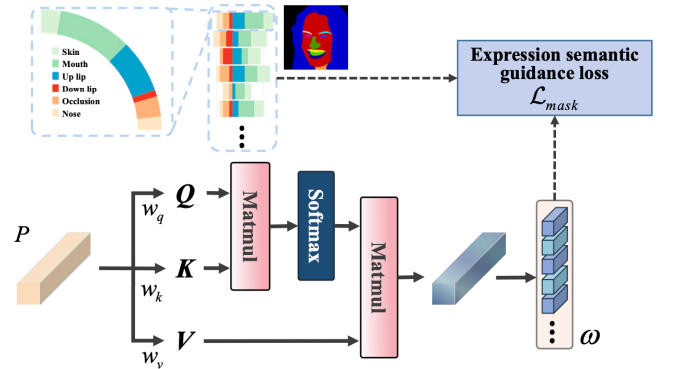 Skin
Mouth
Up lip
Down lip
Occlusion
Nose
Expression semantic
guidance loss
ℒmask
P
wq
Q
wk
K
wv
V
Matmul
Softmax
Matmul
ω